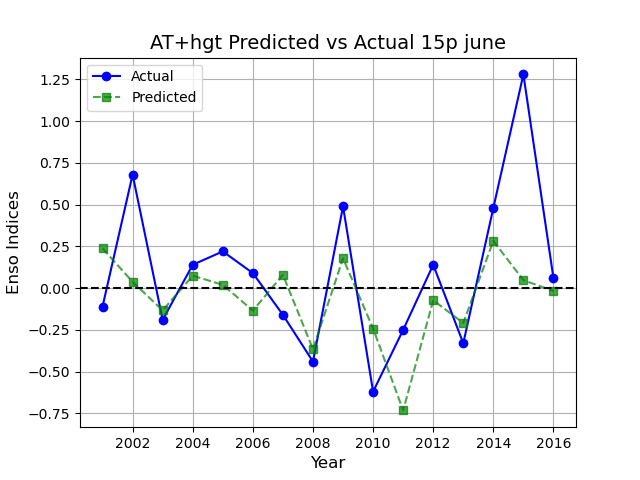 AT+hgt Predicted vs Actual 15p june
Actual
Predicted
Enso Indices
1.25
1.00
0.75
0.50
0.25
0.00
−0.25
−0.50
−0.75
2002 2004 2006 2008 2010 2012 2014 2016
Year